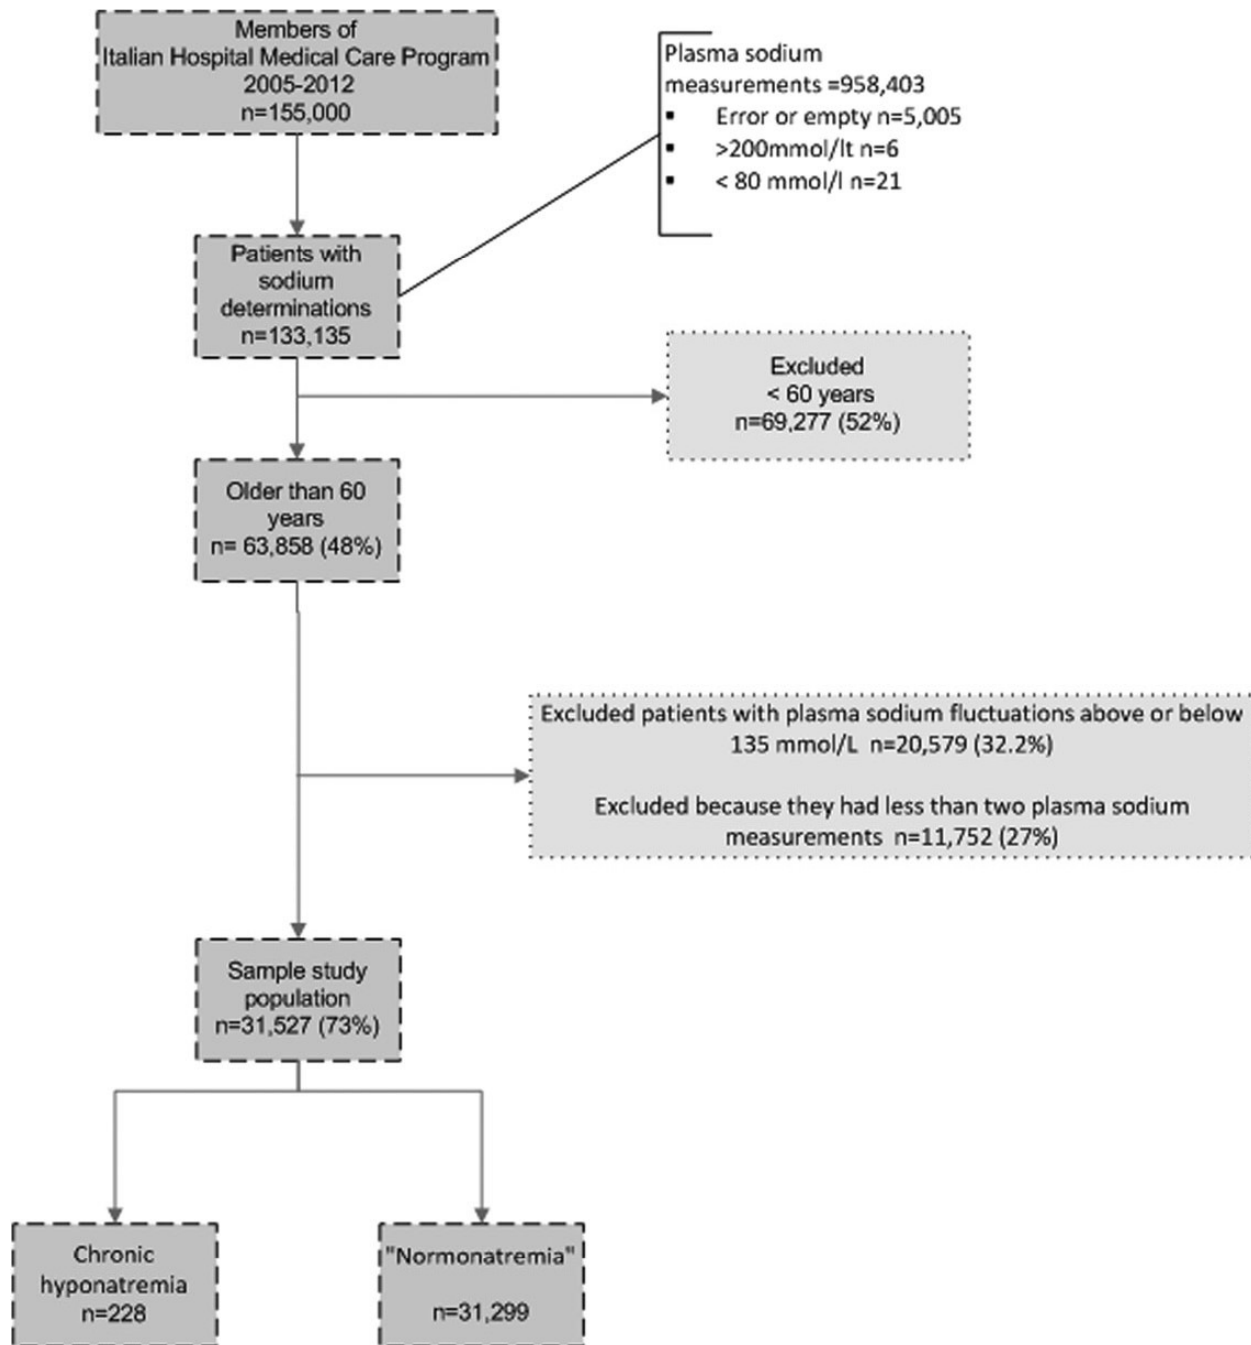 Members of
Italian Hospital Medical Care Program
2005-2012
n=155,000
Plasma sodium
measurements =958,403
▪ Error or empty n=5,005
▪ >200mmol/lt n=6
▪ < 80 mmol/l n=21
Patients with
sodium
determinations
n=133,135
Excluded
< 60 years
n=69,277 (52%)
Older than 60
years
n= 63,858 (48%)
Excluded patients with plasma sodium fluctuations above or below
135 mmol/L n=20,579 (32.2%)
Excluded because they had less than two plasma sodium
measurements n=11,752 (27%)
Sample study
population
n=31,527 (73%)
Chronic
hyponatremia
n=228
"Normonatremia"
n=31,299